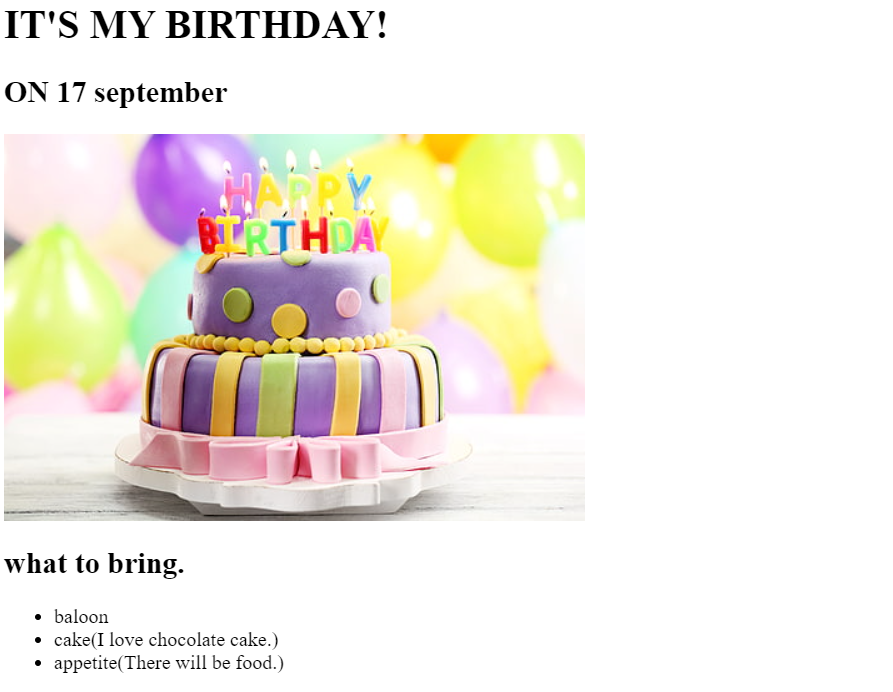 IT'S MY BIRTHDAY!
ON 17 september
HAPPY
BIRTHDAY
what to bring.
baloon
cake(I love chocolate cake.)
appetite(There will be food.)